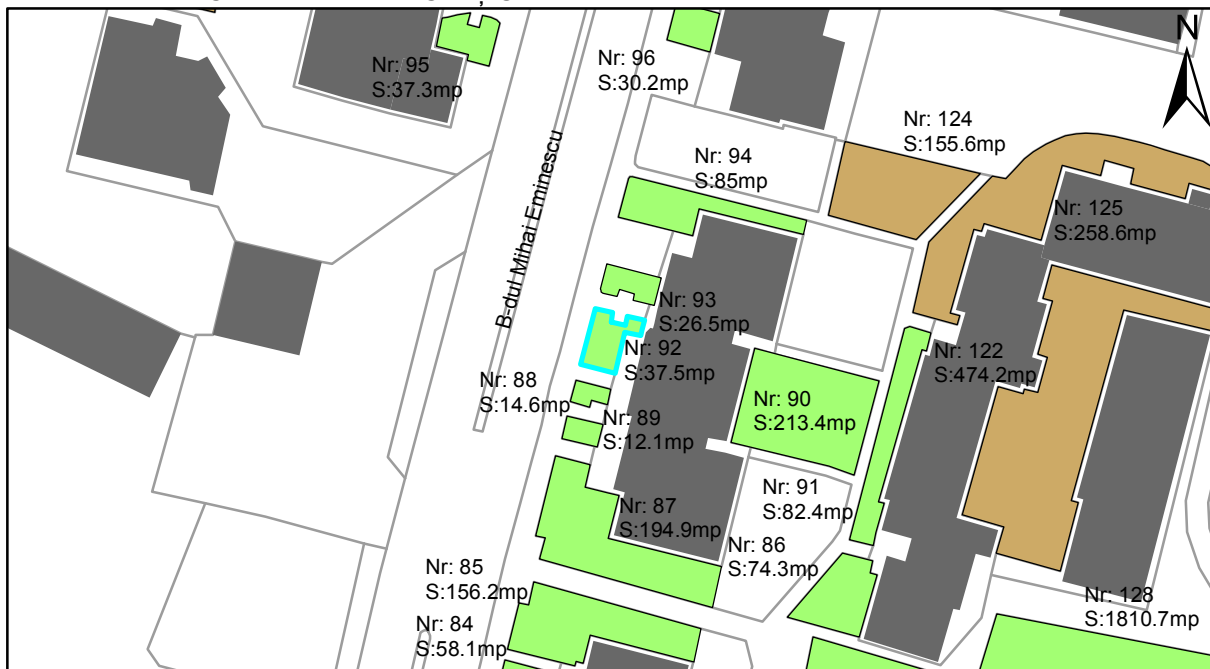 N
Nr: 95
S:37.3mp
Nr: 96
S:30.2mp
Nr: 124
S:155.6mp
Nr: 94
S:85mp
B-dul Mihai Eminescu
Nr: 125
S:258.6mp
Nr: 93
S:26.5mp
Nr: 92
S:37.5mp
Nr: 122
S:474.2mp
Nr: 88
S:14.6mp
Nr: 90
S:213.4mp
Nr: 89
S:12.1mp
Nr: 91
S:82.4mp
Nr: 87
S:194.9mp
Nr: 86
S:74.3mp
Nr: 85
S:156.2mp
Nr: 128
S:1810.7mp
Nr: 84
S:58.1mp